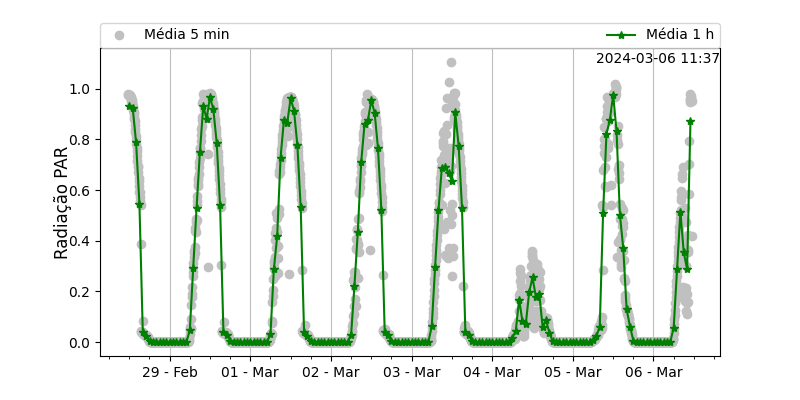 Média 5 min
Média 1 h
2024-03-06 11:37
Radiação PAR
1.0
0.8
0.6
0.4
0.2
0.0
29 - Feb
01 - Mar
02 - Mar
03 - Mar
04 - Mar
05 - Mar
06 - Mar